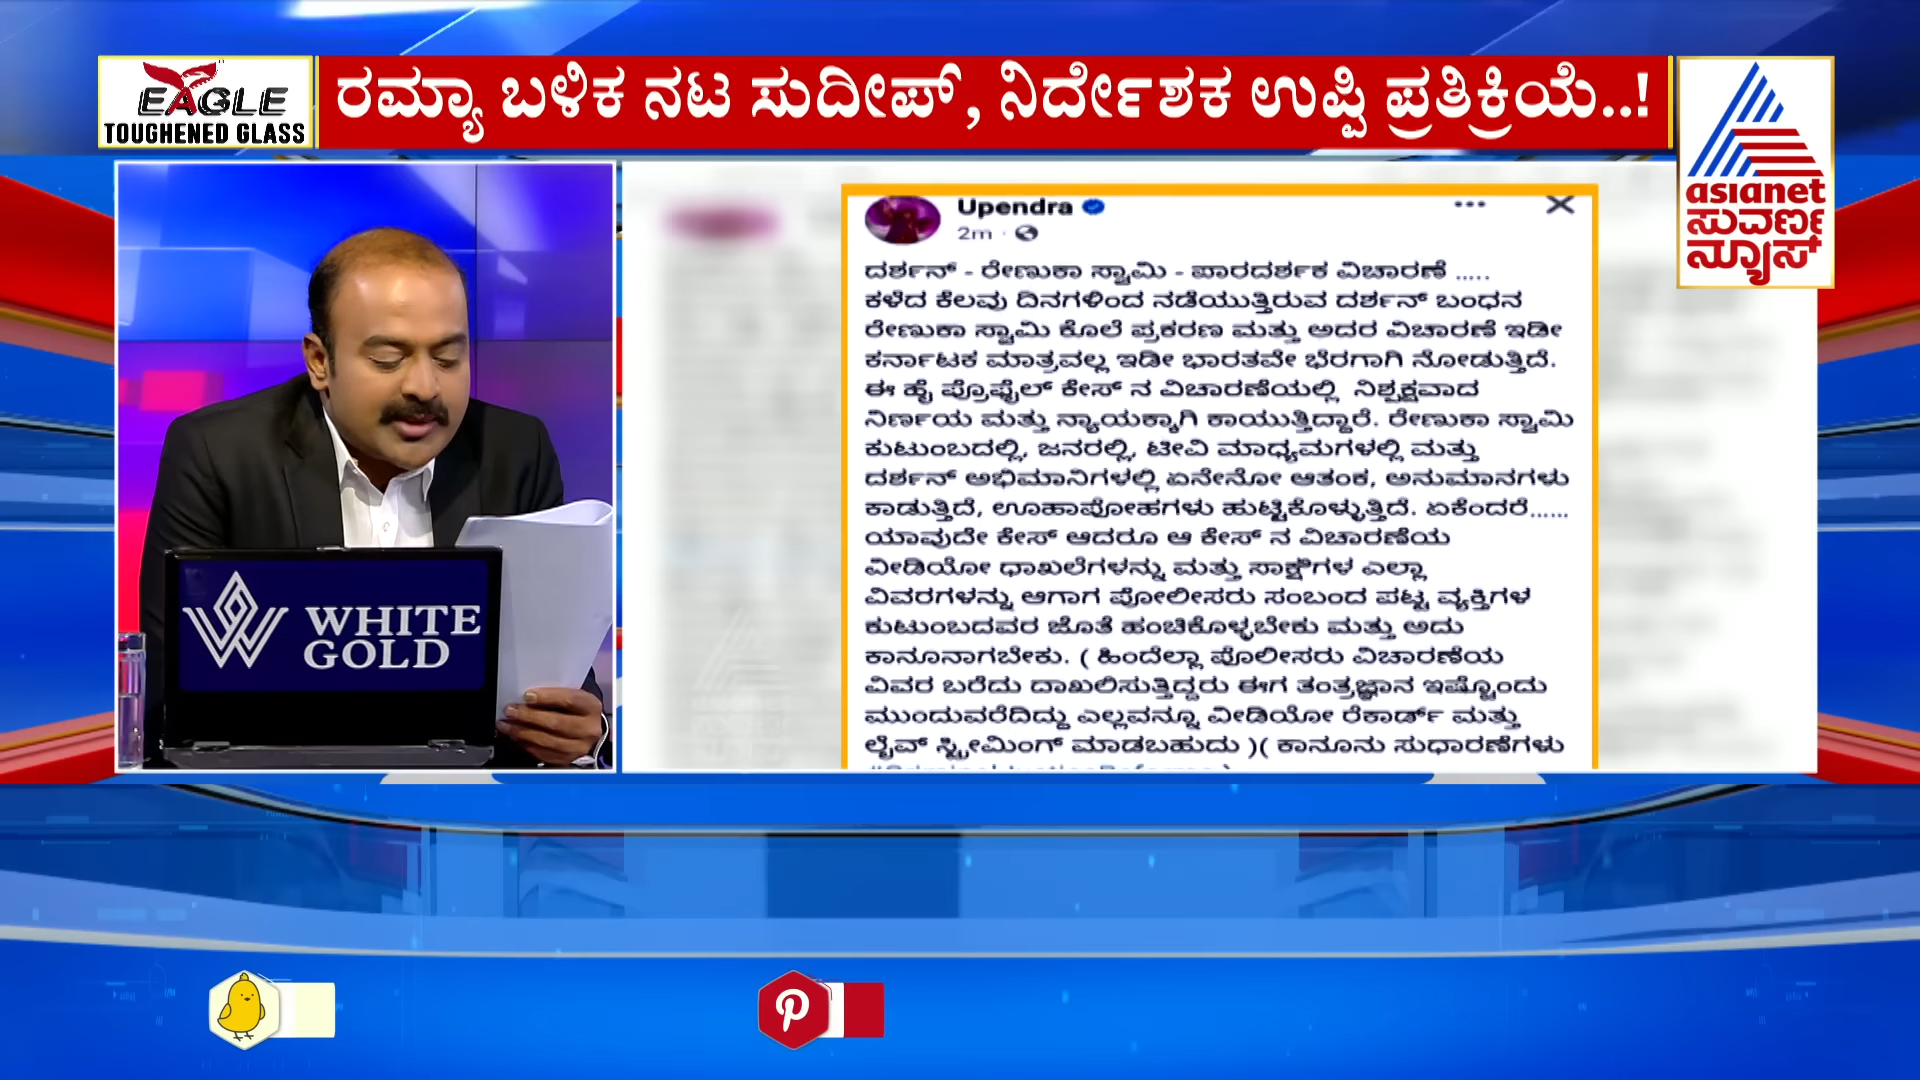 EAGLE
TOUGHENED GLASS
ರಮ್ಯಾ ಬಳಿಕ ನಟ ಸುದೀಪ್, ನಿರ್ದೇಶಕ ಉಪ್ಪಿ ಪ್ರತಿಕ್ರಿಯೆ..!
asianet
ಸುವರ್ಣ
ನ್ಯೂಸ್
WHITE
GOLD
Upendra
2m
ದರ್ಶನ್ - ರೇಣುಕಾ ಸ್ವಾಮಿ - ಪಾರದರ್ಶಕ ವಿಚಾರಣೆ .....
ಕಳೆದ ಕೆಲವು ದಿನಗಳಿಂದ ನಡೆಯುತ್ತಿರುವ ದರ್ಶನ್ ಬಂಧನ
ರೇಣುಕಾ ಸ್ವಾಮಿ ಕೊಲೆ ಪ್ರಕರಣ ಮತ್ತು ಅದರ ವಿಚಾರಣೆ ಇಡೀ
ಕರ್ನಾಟಕ ಮಾತ್ರವಲ್ಲ ಇಡೀ ಭಾರತವೇ ಭೆರಗಾಗಿ ನೋಡುತ್ತಿದೆ.
ಈ ಹೈ ಪ್ರೊಫೈಲ್ ಕೇಸ್ ನ ವಿಚಾರಣೆಯಲ್ಲಿ ನಿಶ್ಪಕ್ಷವಾದ
ನಿರ್ಣಯ ಮತ್ತು ನ್ಯಾಯಕ್ಕಾಗಿ ಕಾಯುತ್ತಿದ್ದಾರೆ. ರೇಣುಕಾ ಸ್ವಾಮಿ
ಕುಟುಂಬದಲ್ಲಿ, ಜನರಲ್ಲಿ, ಟೀವಿ ಮಾಧ್ಯಮಗಳಲ್ಲಿ ಮತ್ತು
ದರ್ಶನ್ ಅಭಿಮಾನಿಗಳಲ್ಲಿ ಏನೇನೋ ಆತಂಕ, ಅನುಮಾನಗಳು
ಕಾಡುತ್ತಿದೆ, ಊಹಾಪೋಹಗಳು ಹುಟ್ಟಿಕೊಳ್ಳುತ್ತಿದೆ. ಏಕೆಂದರೆ......
ಯಾವುದೇ ಕೇಸ್ ಆದರೂ ಆ ಕೇಸ್ ನ ವಿಚಾರಣೆಯ
ವೀಡಿಯೋ ಧಾಖಲೆಗಳನ್ನು ಮತ್ತು ಸಾಕ್ಷಿಗಳ ಎಲ್ಲಾ
ವಿವರಗಳನ್ನು ಆಗಾಗ ಪೋಲೀಸರು ಸಂಬಂದ ಪಟ್ಟ ವ್ಯಕ್ತಿಗಳ
ಕುಟುಂಬದವರ ಜೊತೆ ಹಂಚಿಕೊಳ್ಳಬೇಕು ಮತ್ತು ಅದು
ಕಾನೂನಾಗಬೇಕು. ( ಹಿಂದೆಲ್ಲಾ ಪೊಲೀಸರು ವಿಚಾರಣೆಯ
ವಿವರ ಬರೆದು ದಾಖಲಿಸುತ್ತಿದ್ದರು ಈಗ ತಂತ್ರಜ್ಞಾನ ಇಷ್ಟೊಂದು
ಮುಂದುವರೆದಿದ್ದು ಎಲ್ಲವನ್ನೂ ವೀಡಿಯೋ ರೆಕಾರ್ಡ್ ಮತ್ತು
ಲೈವ್ ಸ್ಟ್ರೀಮಿಂಗ್ ಮಾಡಬಹುದು )( ಕಾನೂನು ಸುಧಾರಣೆಗಳು